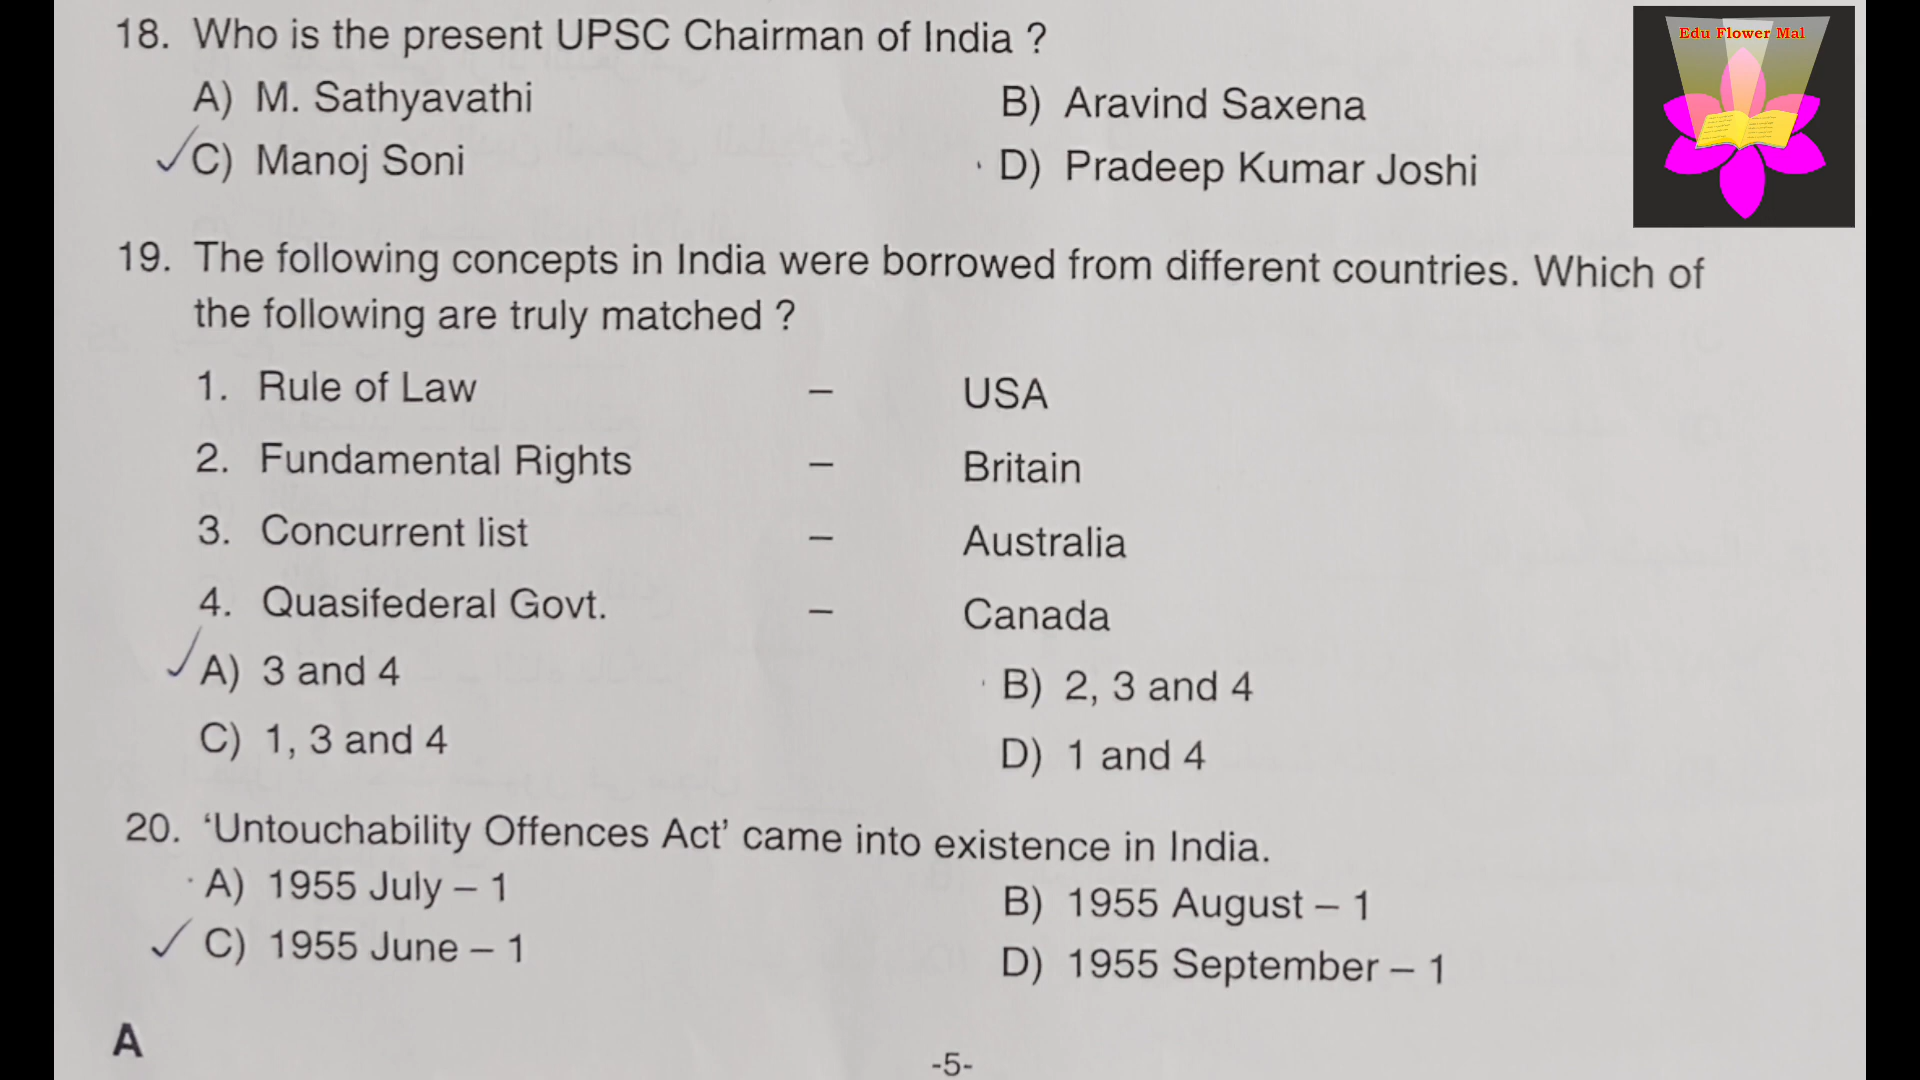 Edu Flower Mal
18. Who is the present UPSC Chairman of India ?
A) M. Sathyavathi B) Aravind Saxena
C) Manoj Soni D) Pradeep Kumar Joshi
19. The following concepts in India were borrowed from different countries. Which of
the following are truly matched ?
1. Rule of Law – USA
2. Fundamental Rights – Britain
3. Concurrent list – Australia
4. Quasifederal Govt. – Canada
A) 3 and 4 B) 2, 3 and 4
C) 1, 3 and 4 D) 1 and 4
20. ‘Untouchability Offences Act’ came into existence in India.
A) 1955 July – 1 B) 1955 August – 1
C) 1955 June – 1 D) 1955 September – 1
A
-5-